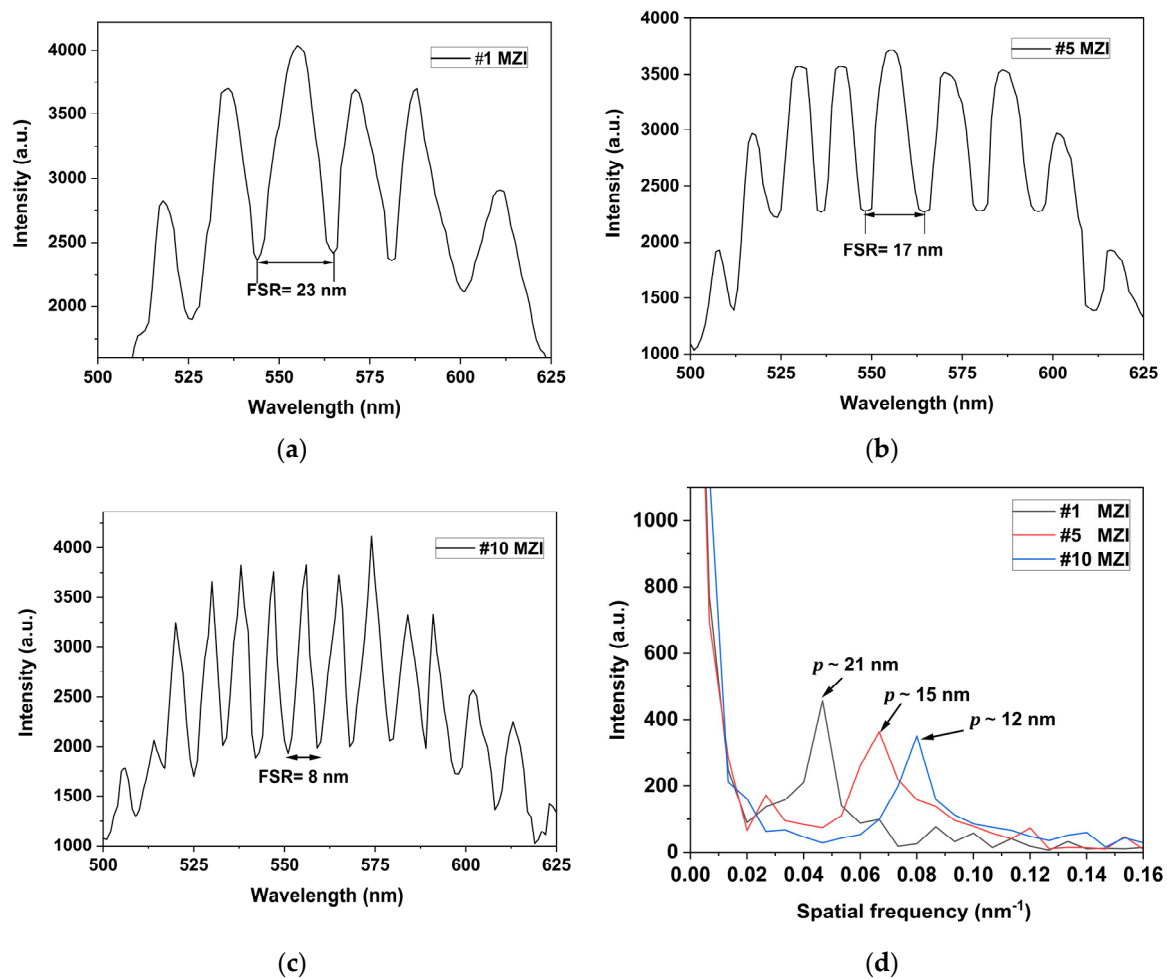 4000
3500
3000
2500
2000
Intensity (a.u.)
#1 MZI
FSR= 23 nm
500 525 550 575 600 625
Wavelength (nm)
(a)
4000
3500
3000
2500
2000
1500
1000
Intensity (a.u.)
#5 MZI
FSR= 17 nm
500 525 550 575 600 625
Wavelength (nm)
(b)
4000
3500
3000
2500
2000
1500
1000
Intensity (a.u.)
#10 MZI
FSR= 8 nm
500 525 550 575 600 625
Wavelength (nm)
(c)
1000
800
600
400
200
0
Intensity (a.u.)
#1 MZI
#5 MZI
#10 MZI
p ~ 21 nm
p ~ 15 nm
p ~ 12 nm
0.00 0.02 0.04 0.06 0.08 0.10 0.12 0.14 0.16
Spatial frequency (nm⁻¹)
(d)